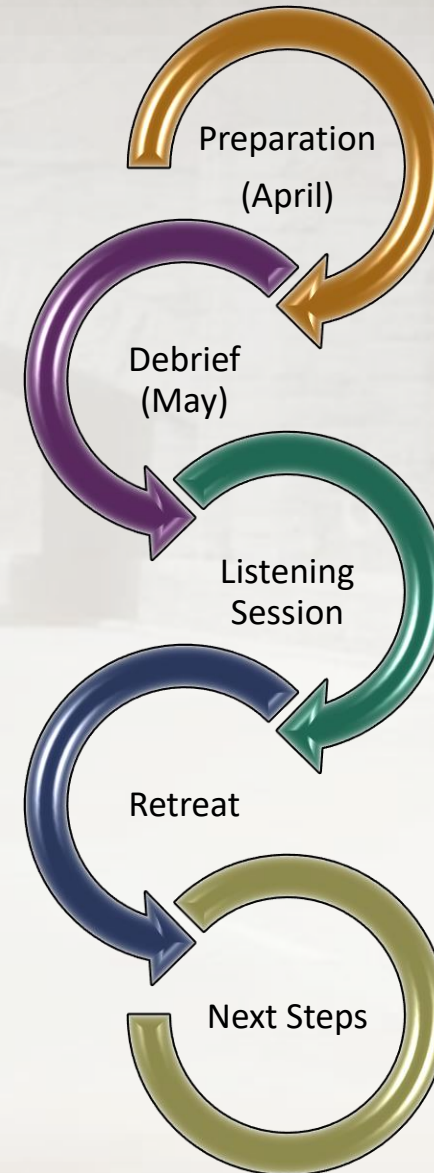 Preparation
(April)
Debrief
(May)
Listening
Session
Retreat
Next Steps